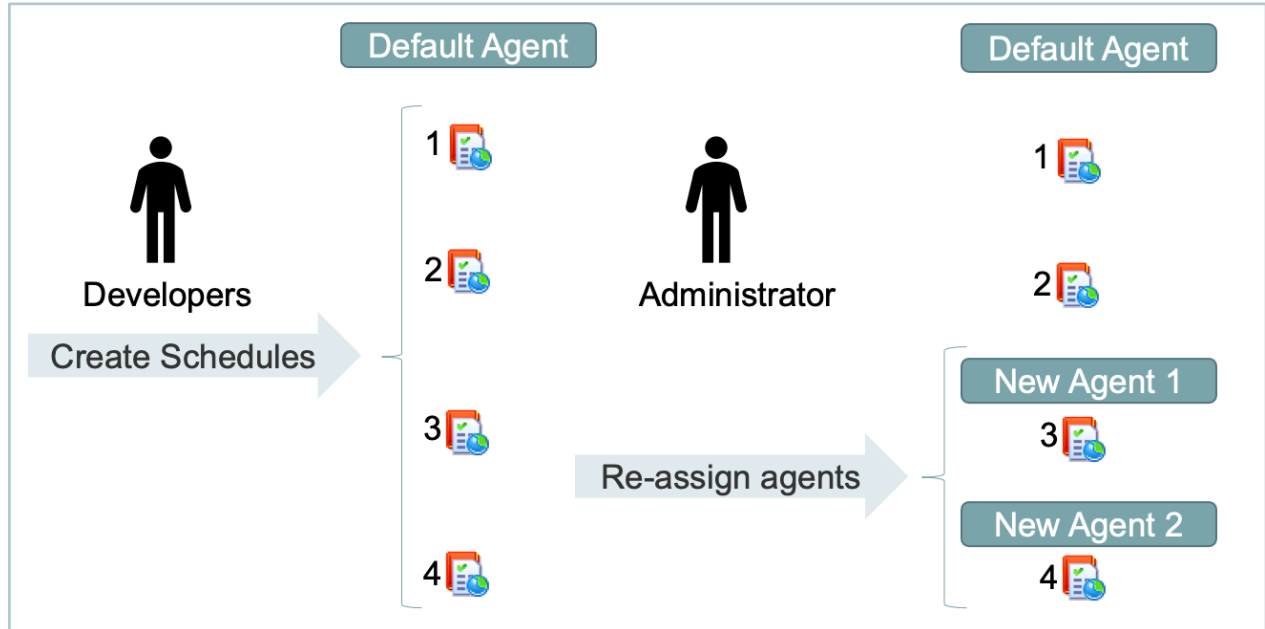 Default Agent
1
2
Developers
Create Schedules
3
4
Administrator
Re-assign agents
Default Agent
1
2
New Agent 1
3
New Agent 2
4